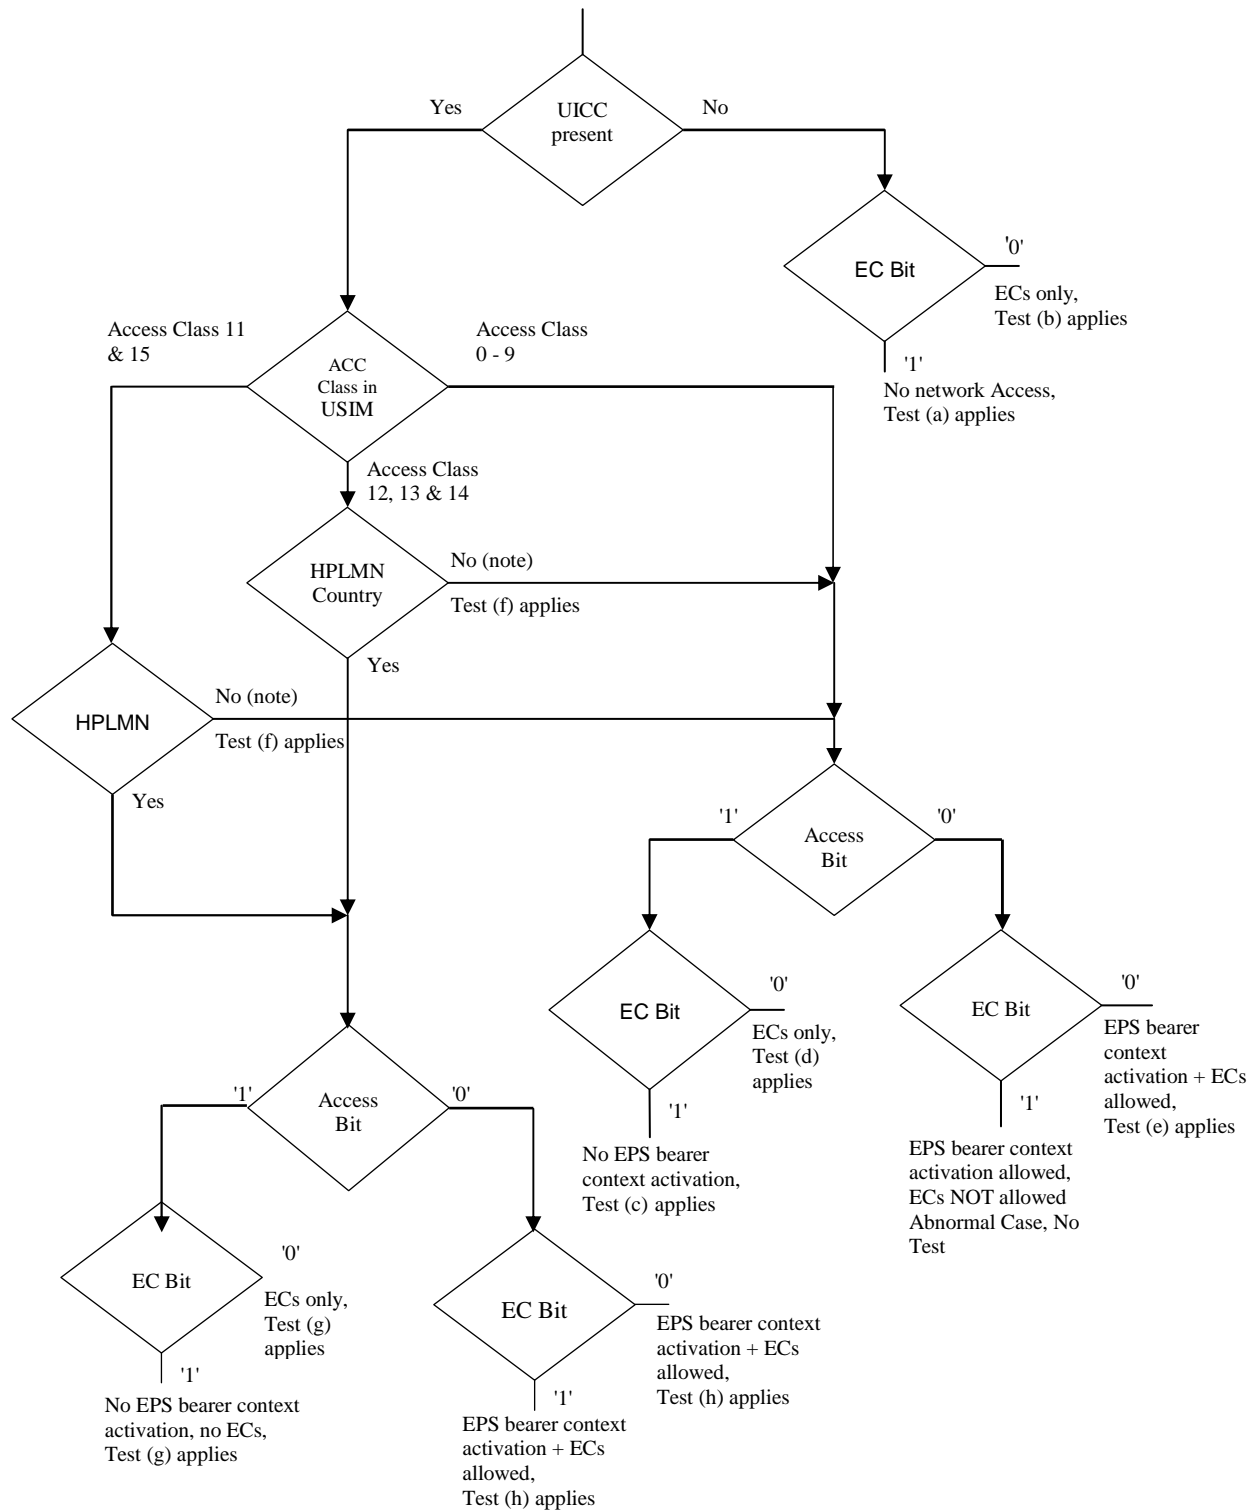 Yes
UICC
present
No
EC Bit
'0'
ECs only,
Test (b) applies
'1'
No network Access,
Test (a) applies
Access Class 11
& 15
ACC
Class in
USIM
Access Class
0 - 9
Access Class
12, 13 & 14
HPLMN
Country
No (note)
Test (f) applies
Yes
HPLMN
No (note)
Test (f) applies
Yes
'1'
Access
Bit
'0'
EC Bit
'0'
ECs only,
Test (d)
applies
'1'
No EPS bearer
context activation,
Test (c) applies
EC Bit
'0'
EPS bearer
context
activation + ECs
allowed,
Test (e) applies
'1'
EPS bearer context
activation allowed,
ECs NOT allowed
Abnormal Case, No
Test
'1'
Access
Bit
'0'
EC Bit
'0'
ECs only,
Test (g)
applies
'1'
No EPS bearer context
activation, no ECs,
Test (g) applies
EC Bit
'0'
EPS bearer context
activation + ECs
allowed,
Test (h) applies
'1'
EPS bearer context
activation + ECs
allowed,
Test (h) applies